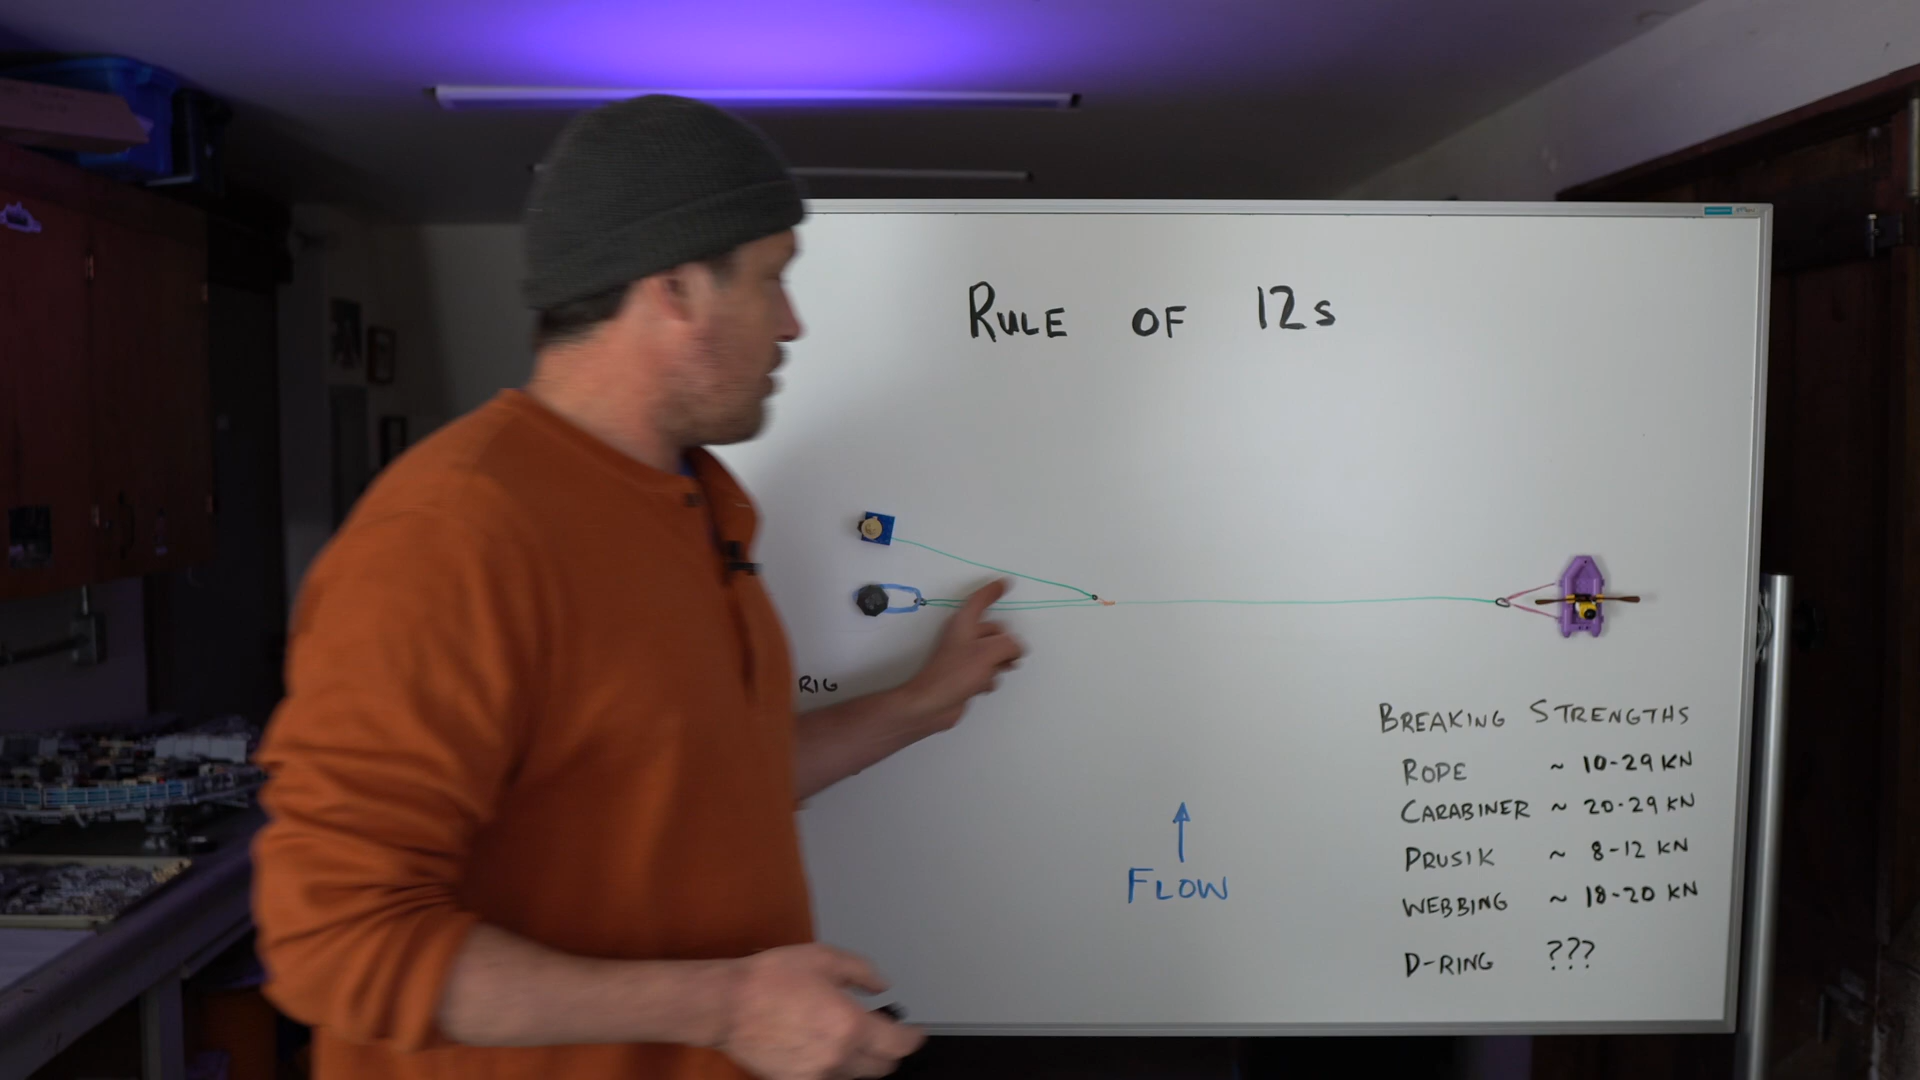 RULE OF 12s
RIG
BREAKING STRENGTHS
ROPE ~ 10-29 KN
CARABINER ~ 20-29 KN
PRUSIK ~ 8-12 KN
WEBBING ~ 18-20 KN
D-RING ???
FLOW